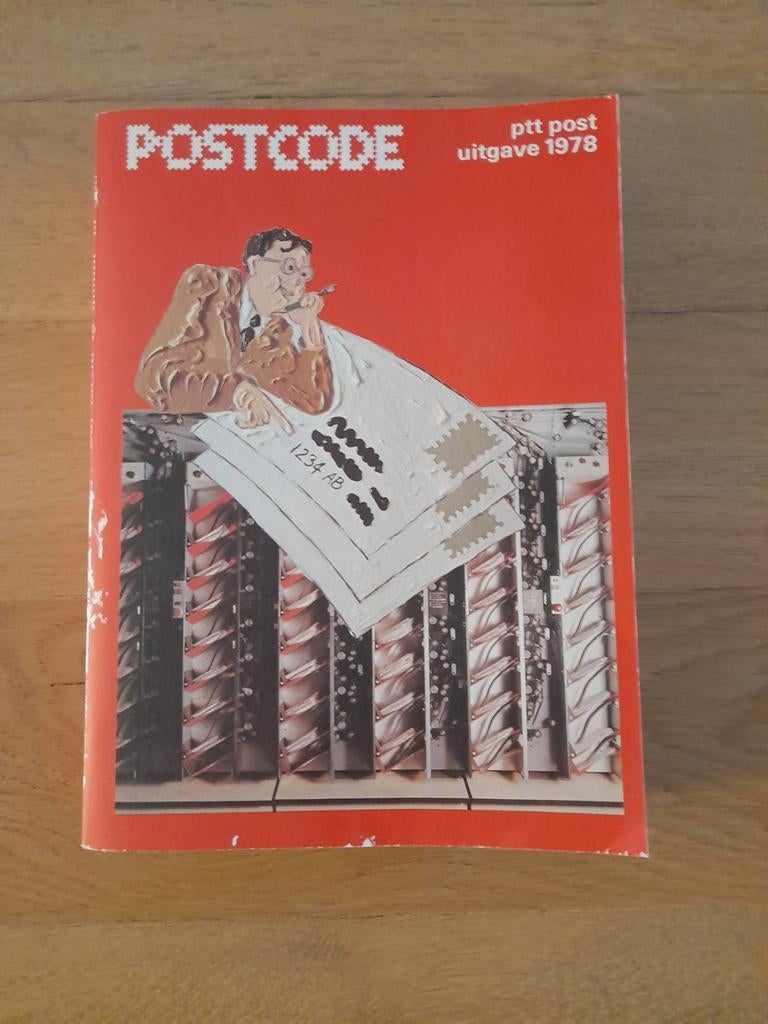 POSTCODE
ptt post
uitgave 1978
1234 AB